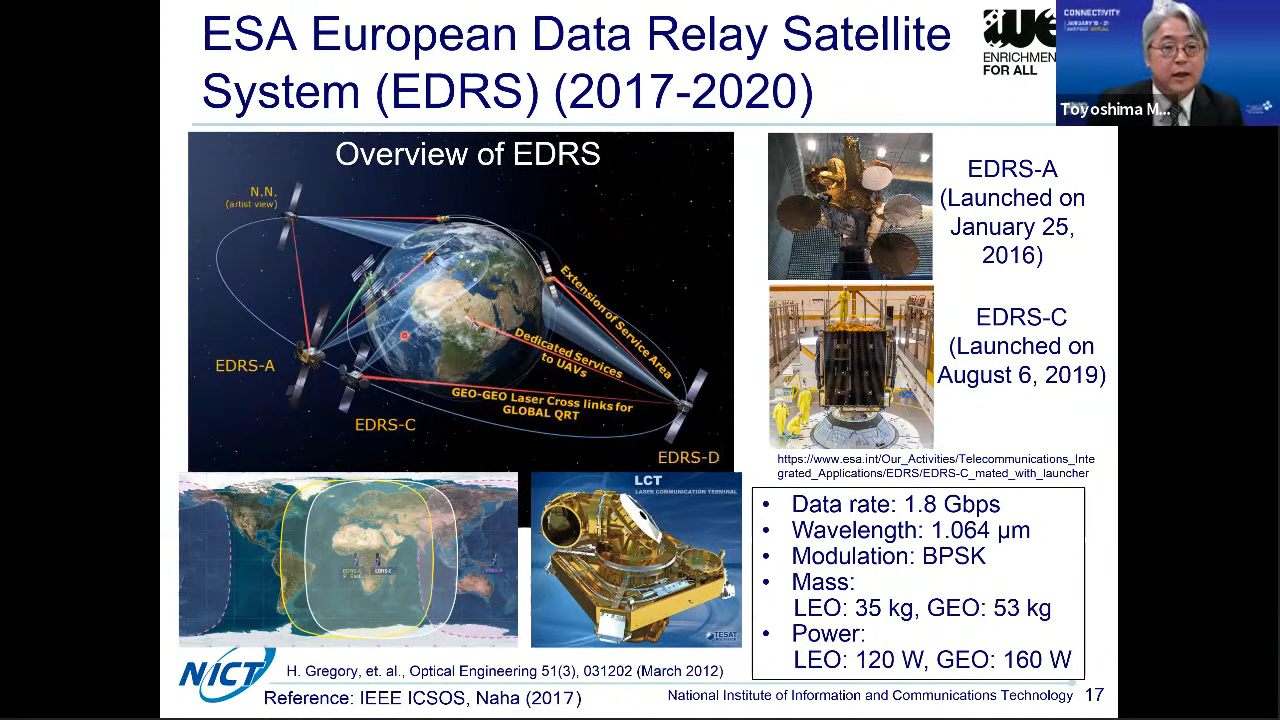 ESA European Data Relay Satellite
System (EDRS) (2017-2020)
ENRICHMENT
FOR ALL
CONNECTIVITY
Toyoshima M...
Overview of EDRS
N.N.
(artist view)
EDRS-A
EDRS-C
EDRS-D
Extension of Service Area
Dedicated Services
to UAVs
GEO-GEO Laser Cross links for
GLOBAL QRT
EDRS-A
(Launched on
January 25,
2016)
EDRS-C
(Launched on
August 6, 2019)
https://www.esa.int/Our_Activities/Telecommunications_Inte
grated_Applications/EDRS/EDRS-C_mated_with_launcher
EDRS-C
LCT
LASER COMMUNICATION TERMINAL
TESAT
• Data rate: 1.8 Gbps
• Wavelength: 1.064 μm
• Modulation: BPSK
• Mass:
LEO: 35 kg, GEO: 53 kg
• Power:
LEO: 120 W, GEO: 160 W
NICT
H. Gregory, et. al., Optical Engineering 51(3), 031202 (March 2012)
Reference: IEEE ICSOS, Naha (2017)
National Institute of Information and Communications Technology 17